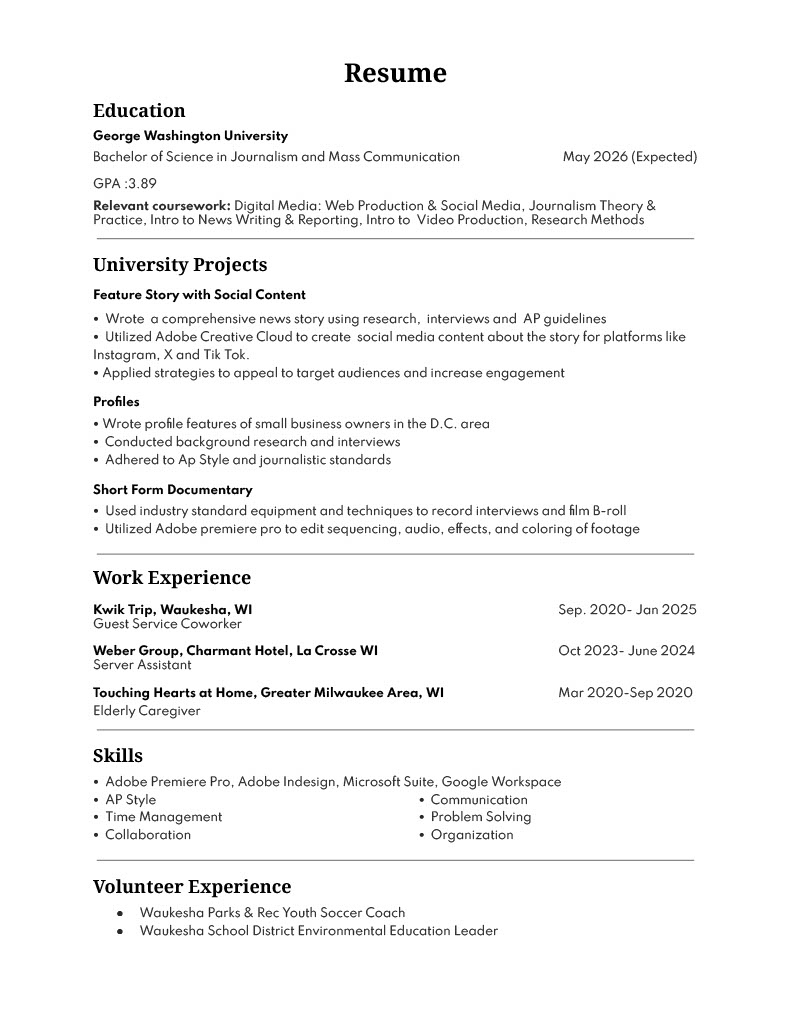 Resume
Education
George Washington University
Bachelor of Science in Journalism and Mass Communication May 2026 (Expected)
GPA :3.89
Relevant coursework: Digital Media: Web Production & Social Media, Journalism Theory &
Practice, Intro to News Writing & Reporting, Intro to  Video Production, Research Methods
University Projects
Feature Story with Social Content
• Wrote  a comprehensive news story using research,  interviews and  AP guidelines
• Utilized Adobe Creative Cloud to create  social media content about the story for platforms like
Instagram, X and Tik Tok.
• Applied strategies to appeal to target audiences and increase engagement
Profiles
• Wrote profile features of small business owners in the D.C. area
• Conducted background research and interviews
• Adhered to Ap Style and journalistic standards
Short Form Documentary
• Used industry standard equipment and techniques to record interviews and film B-roll
• Utilized Adobe premiere pro to edit sequencing, audio, effects, and coloring of footage
Work Experience
Kwik Trip, Waukesha, WI Sep. 2020- Jan 2025
Guest Service Coworker
Weber Group, Charmant Hotel, La Crosse WI Oct 2023- June 2024
Server Assistant
Touching Hearts at Home, Greater Milwaukee Area, WI Mar 2020-Sep 2020
Elderly Caregiver
Skills
• Adobe Premiere Pro, Adobe Indesign, Microsoft Suite, Google Workspace
• AP Style • Communication
• Time Management • Problem Solving
• Collaboration • Organization
Volunteer Experience
● Waukesha Parks & Rec Youth Soccer Coach
● Waukesha School District Environmental Education Leader